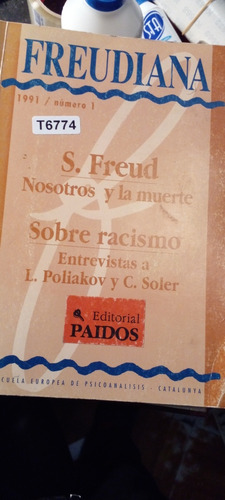 FREUDIANA
1991 / número 1
T6774
S. Freud
Nosotros y la muerte
Sobre racismo
Entrevistas a
L. Poliakov y C. Soler
Editorial
PAIDOS
ESCUELA EUROPEA DE PSICOANALISIS - CATALUNYA